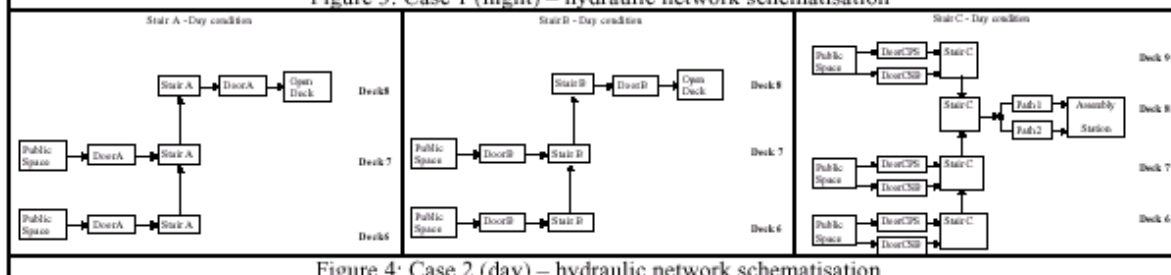 Figure 3: Case 1 (night) – hydraulic network schematisation
Stair A - Day condition
Stair A
DoorA
Open
Deck
Deck8
Public
Space
DoorA
Stair A
Deck 7
Public
Space
DoorA
Stair A
Deck6
Stair B - Day condition
Stair B
DoorB
Open
Deck
Deck 8
Public
Space
DoorB
Stair B
Deck 7
Public
Space
DoorB
Stair B
Deck 6
Stair C - Day condition
Public
Space
DoorCPS
DoorCSB
Stair C
Deck 9
Stair C
Path1
Path2
Assembly
Station
Deck 8
Public
Space
DoorCPS
DoorCSB
Stair C
Deck 7
Public
Space
DoorCPS
DoorCSB
Stair C
Deck 6
Figure 4: Case 2 (day) – hydraulic network schematisation